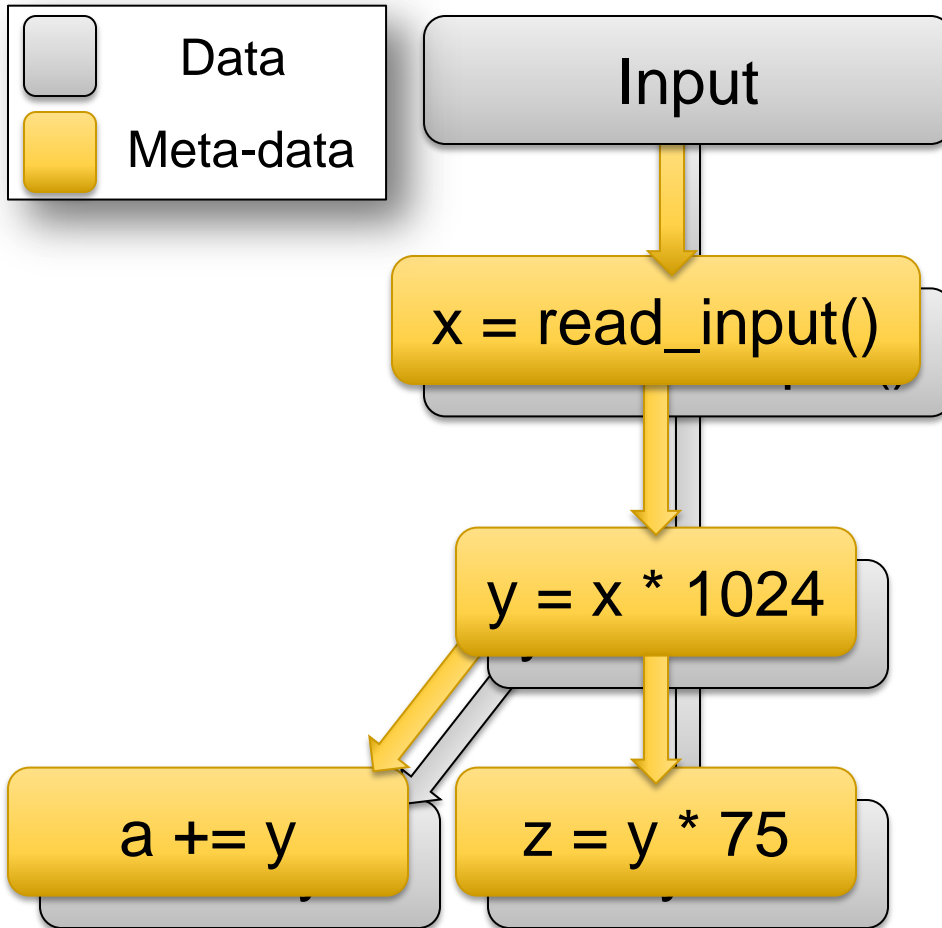 Data
Meta-data
Input
x = read_input()
y = x * 1024
a += y
z = y * 75